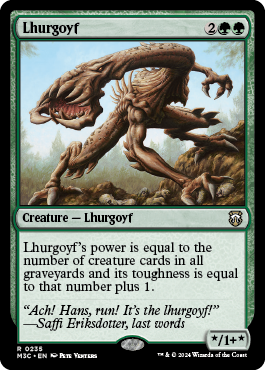 Lhurgoyf 2
Creature — Lhurgoyf
Lhurgoyf's power is equal to the
number of creature cards in all
graveyards and its toughness is equal
to that number plus 1.
“Ach! Hans, run! It's the lhurgoyf!”
—Saffi Eriksdotter, last words
*/1+*
R 0235
M3C • EN PETE VENTERS
™ & © 2024 Wizards of the Coast